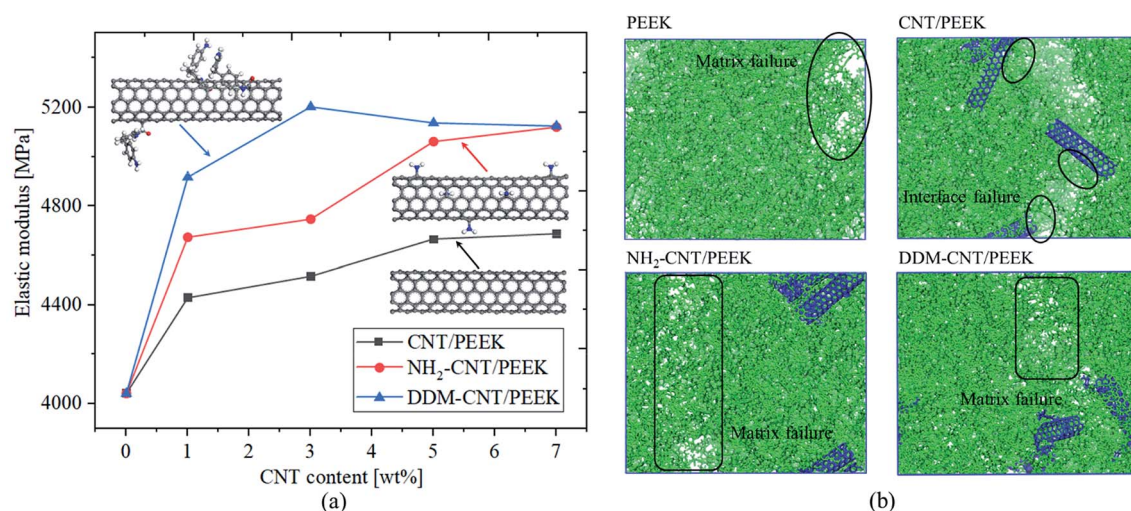 Elastic modulus [MPa]
5200
4800
4400
4000
CNT/PEEK
NH₂-CNT/PEEK
DDM-CNT/PEEK
0 1 2 3 4 5 6 7
CNT content [wt%]
(a)
PEEK
Matrix failure
CNT/PEEK
Interface failure
NH₂-CNT/PEEK
Matrix failure
DDM-CNT/PEEK
Matrix failure
(b)